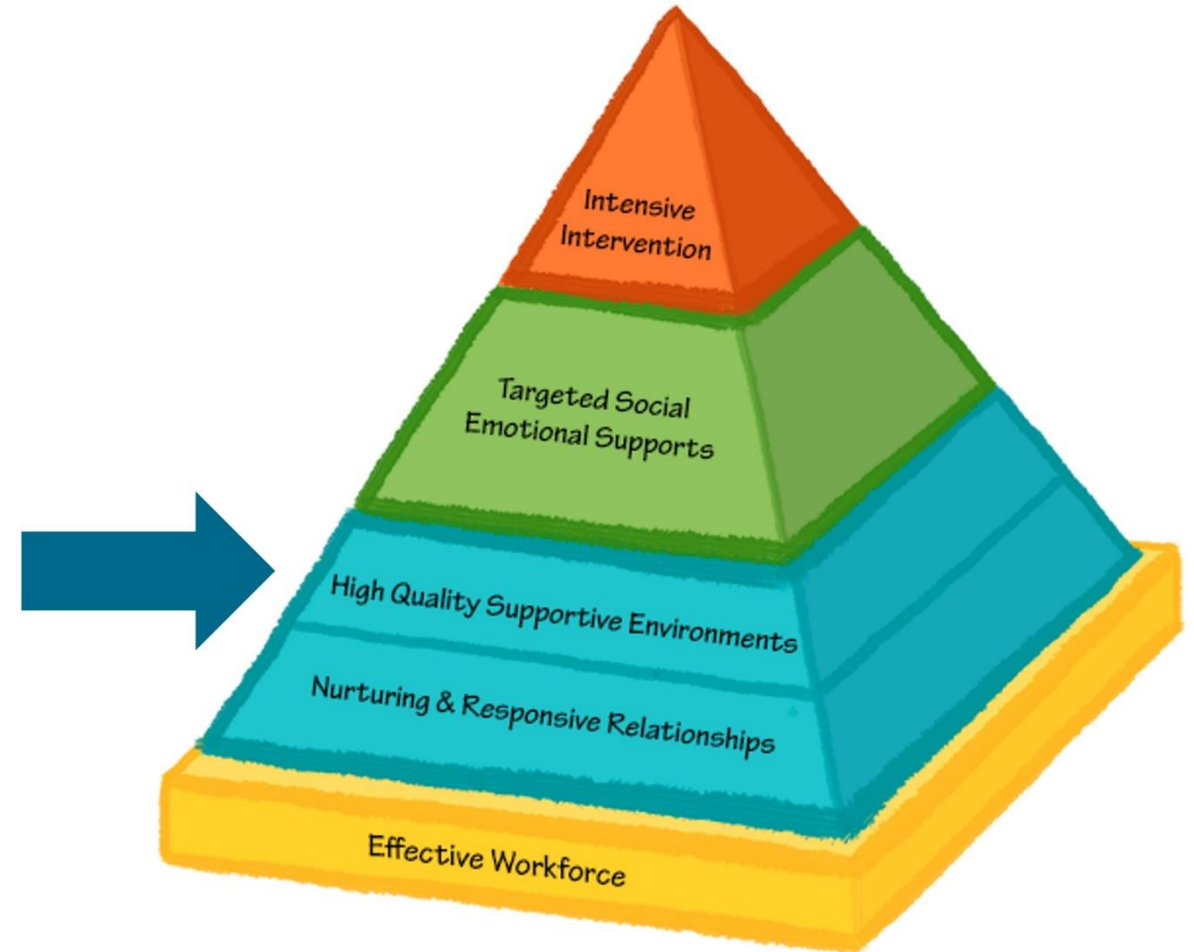 Intensive
Intervention
Targeted Social
Emotional Supports
High Quality Supportive Environments
Nurturing & Responsive Relationships
Effective Workforce